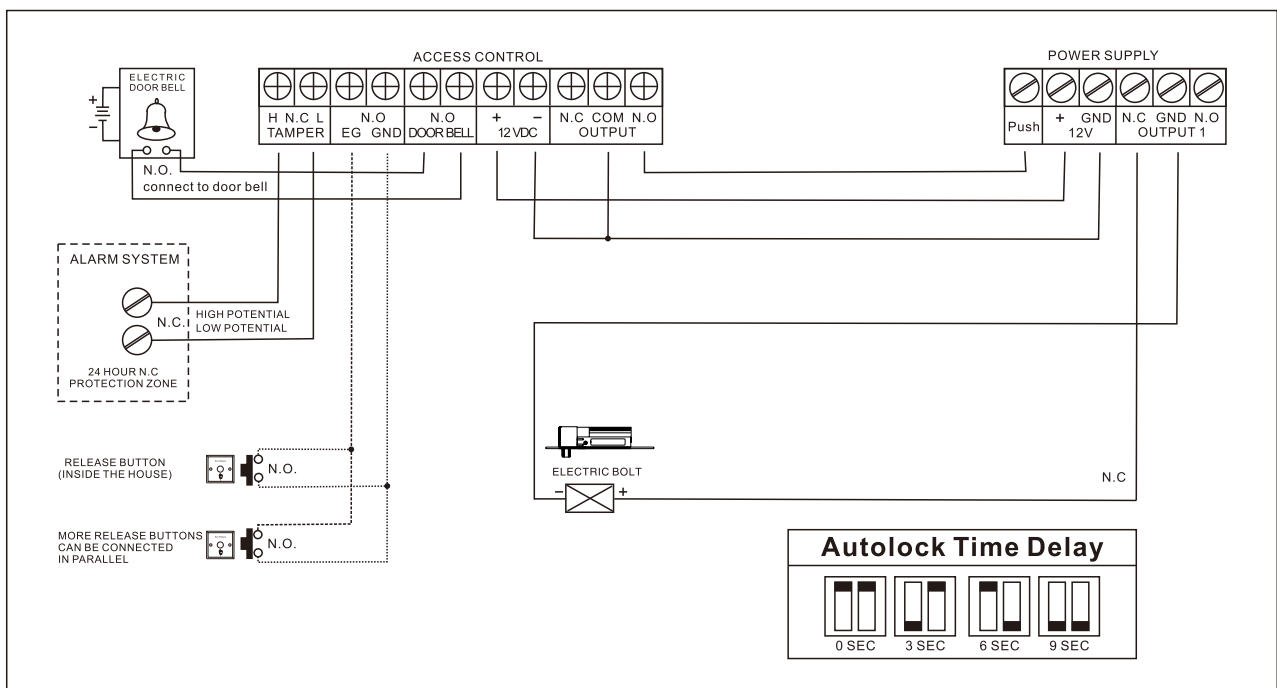 ACCESS CONTROL
POWER SUPPLY
ELECTRIC
DOOR BELL
+
−
H N.C L
TAMPER
N.O
EG GND
N.O
DOOR BELL
+ −
12 VDC
N.C COM N.O
OUTPUT
Push
+ GND
12V
N.C GND N.O
OUTPUT 1
N.O.
connect to door bell
ALARM SYSTEM
N.C.
HIGH POTENTIAL
LOW POTENTIAL
24 HOUR N.C
PROTECTION ZONE
RELEASE BUTTON
(INSIDE THE HOUSE)
N.O.
MORE RELEASE BUTTONS
CAN BE CONNECTED
IN PARALLEL
N.O.
ELECTRIC BOLT
− +
N.C
Autolock Time Delay
0 SEC 3 SEC 6 SEC 9 SEC